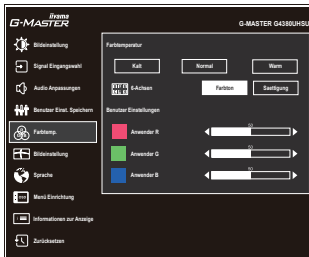 iiyama
G-MASTER
G-MASTER G4380UHSU
Bildeinstellung
Signal Eingangswahl
Audio Anpassungen
Benutzer Einst. Speichern
Farbtemp.
Bildeinstellung
Sprache
Menü Einrichtung
Informationen zur Anzeige
Zurücksetzen
Farbtemperatur
Kalt
Normal
Warm
6-Achsen
Farbton
Saettigung
Benutzer Einstellungen
Anwender R
50
Anwender G
50
Anwender B
50